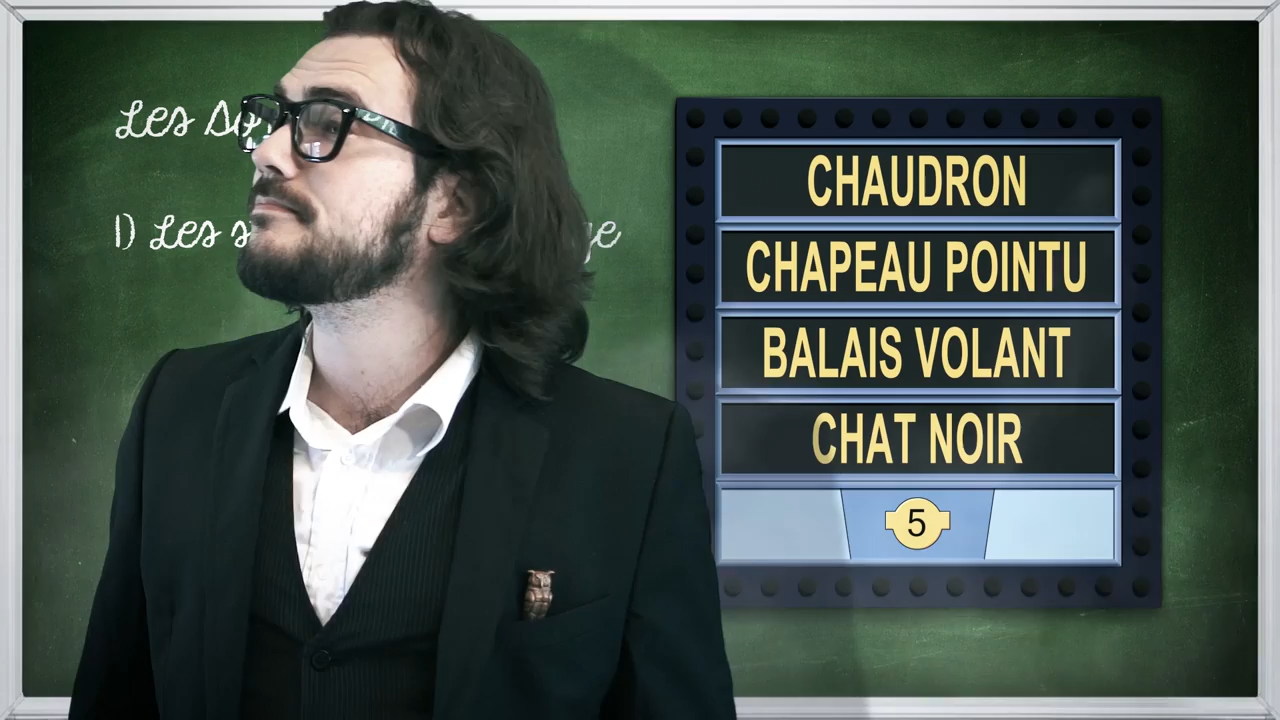 Les
1) Les
CHAUDRON
CHAPEAU POINTU
BALAIS VOLANT
CHAT NOIR
5